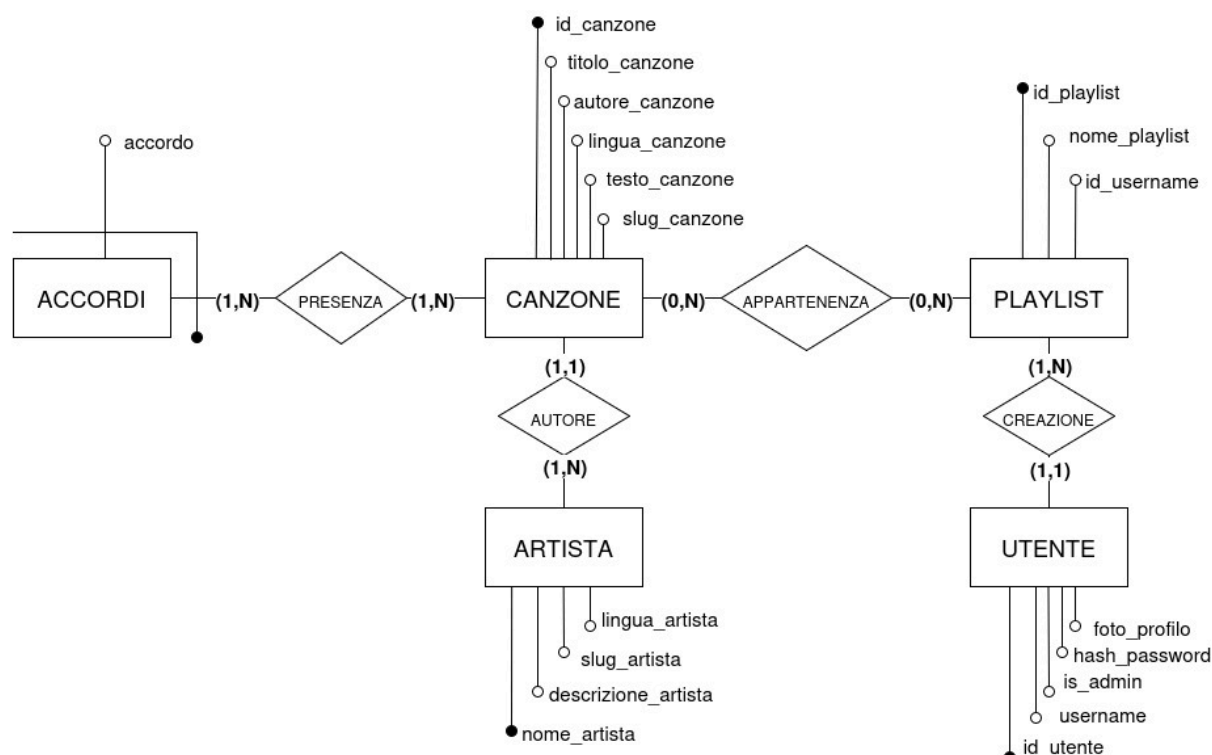 id_canzone
titolo_canzone
autore_canzone
lingua_canzone
testo_canzone
slug_canzone
id_playlist
nome_playlist
id_username
accordo
ACCORDI
(1,N)
PRESENZA
(1,N)
CANZONE
(0,N)
APPARTENENZA
(0,N)
PLAYLIST
(1,1)
AUTORE
(1,N)
(1,N)
CREAZIONE
(1,1)
ARTISTA
UTENTE
lingua_artista
slug_artista
descrizione_artista
nome_artista
foto_profilo
hash_password
is_admin
username
id_utente